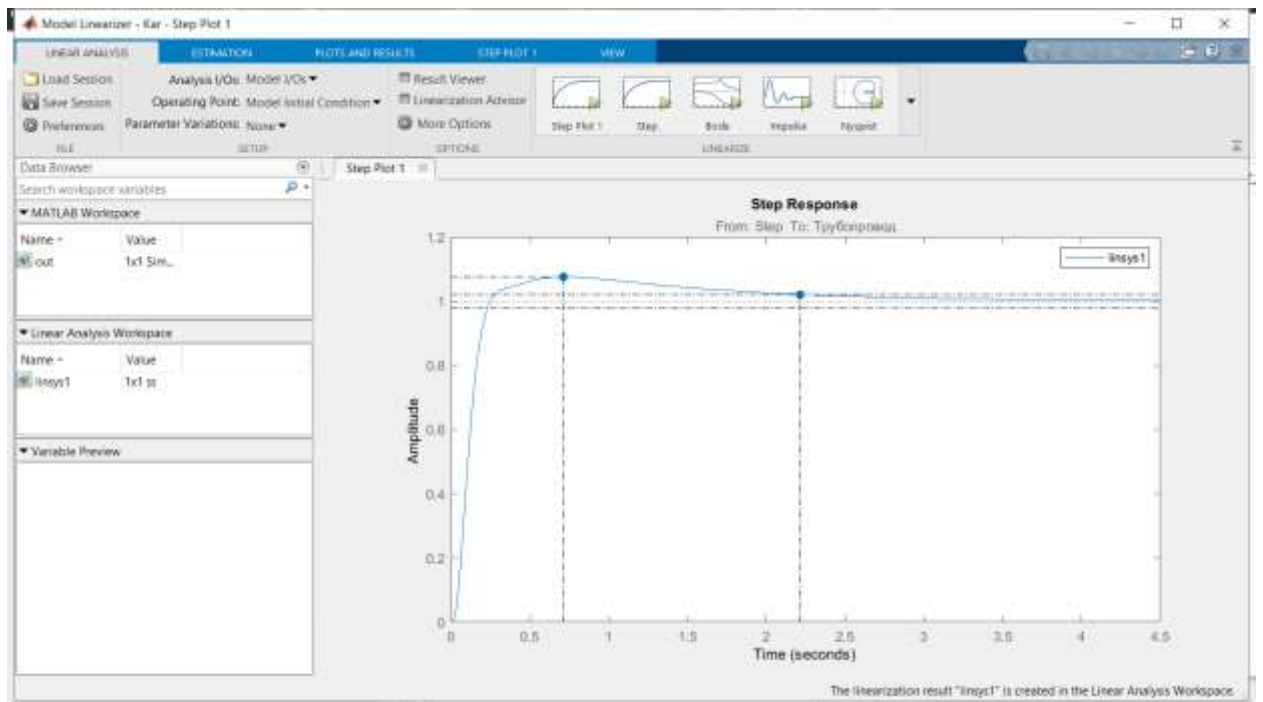 Model Linearizer - Kar - Step Plot 1
LINEAR ANALYSIS ESTIMATION PLOTS AND RESULTS STEP PLOT 1 VIEW
Load Session
Save Session
Preferences
FILE
Analysis I/Os: Model I/Os
Operating Point: Model Initial Condition
Parameter Variations: None
SETUP
Result Viewer
Linearization Advisor
More Options
OPTIONS
Step Plot 1 Step Bode Impulse Nyquist
LINEARIZE
Data Browser
Search workspace variables
MATLAB Workspace
Name Value
out 1x1 Sim...
Linear Analysis Workspace
Name Value
linsys1 1x1 ss
Variable Preview
Step Plot 1
Step Response
From: Step To: Трубопровод
linsys1
Amplitude
1.2
1
0.8
0.6
0.4
0.2
0
0 0.5 1 1.5 2 2.5 3 3.5 4 4.5
Time (seconds)
The linearization result "linsys1" is created in the Linear Analysis Workspace.